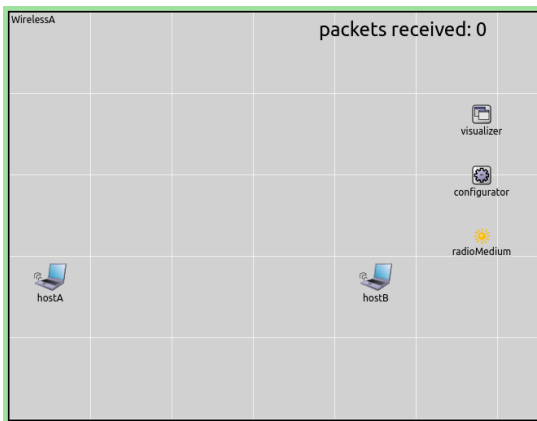 WirelessA
packets received: 0
visualizer
configurator
radioMedium
hostA
hostB